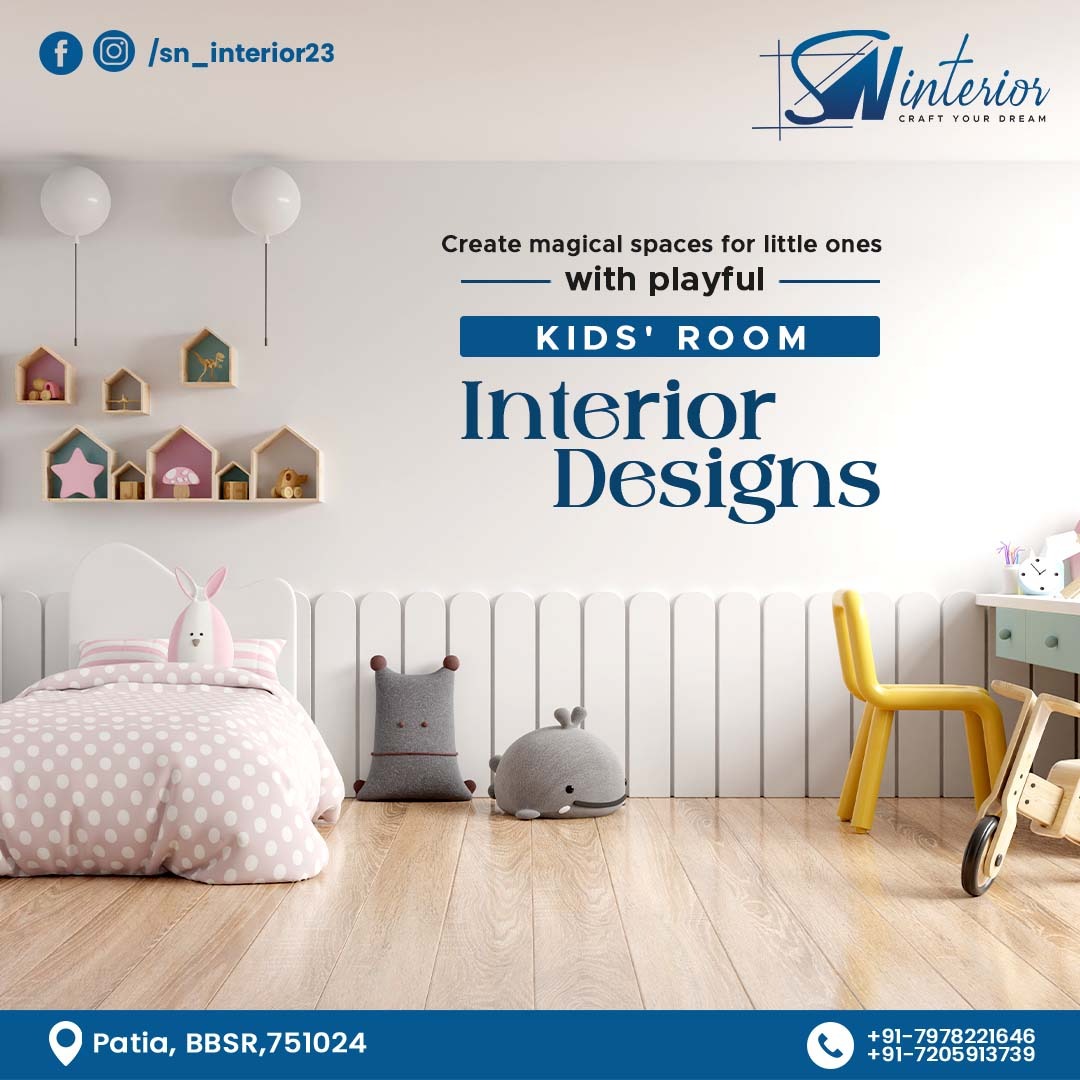 /sn_interior23
SN interior
CRAFT YOUR DREAM
Create magical spaces for little ones
with playful
KIDS' ROOM
Interior
Designs
Patia, BBSR,751024
+91-7978221646
+91-7205913739